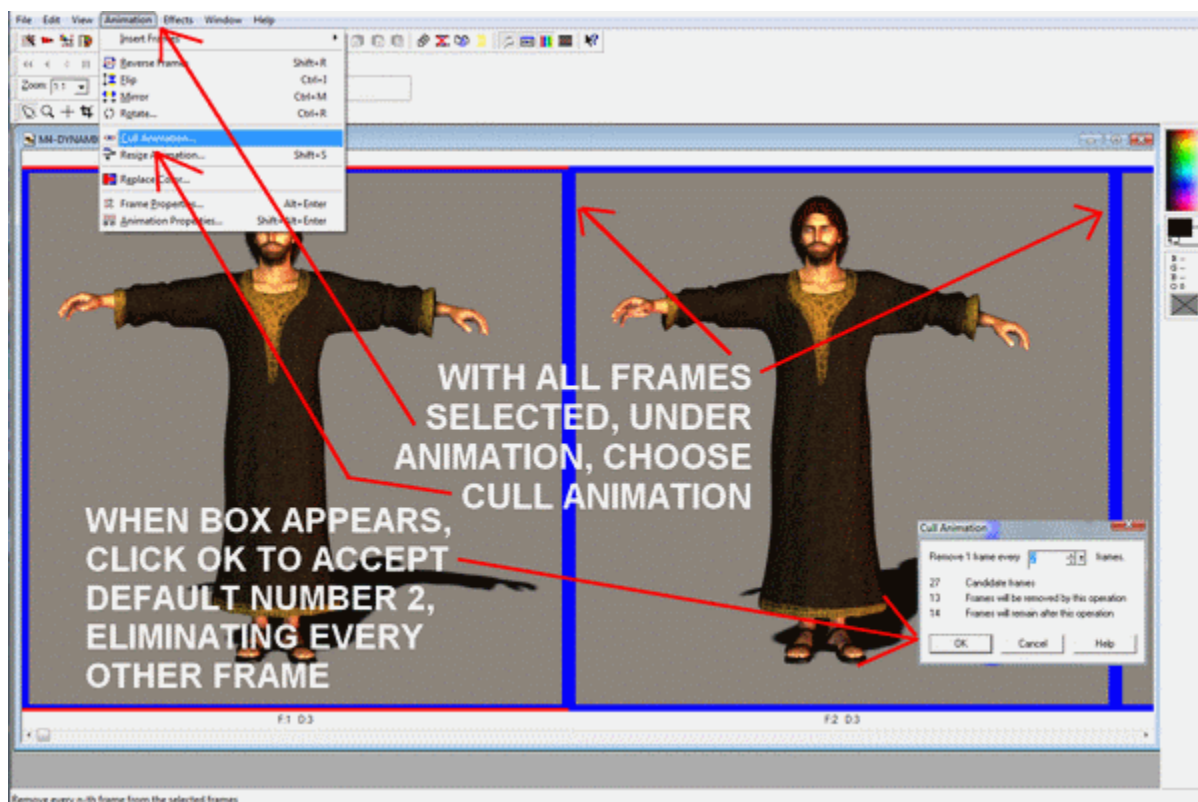 File Edit View Animation Effects Window Help
Insert Frames
Reverse Frames Shift+R
Flip Ctrl+I
Mirror Ctrl+M
Rotate... Ctrl+R
Zoom: 1:1
Cull Animation...
Resize Animation... Shift+S
Replace Color...
Frame Properties... Alt+Enter
Animation Properties... Shift+Alt+Enter
M4-DYNAMI
WITH ALL FRAMES
SELECTED, UNDER
ANIMATION, CHOOSE
CULL ANIMATION
WHEN BOX APPEARS,
CLICK OK TO ACCEPT
DEFAULT NUMBER 2,
ELIMINATING EVERY
OTHER FRAME
Cull Animation
Remove 1 frame every 2 frames.
27 Candidate frames
13 Frames will be removed by this operation
14 Frames will remain after this operation
OK Cancel Help
F:1 D:3 F:2 D:3
Remove every n-th frame from the selected frames